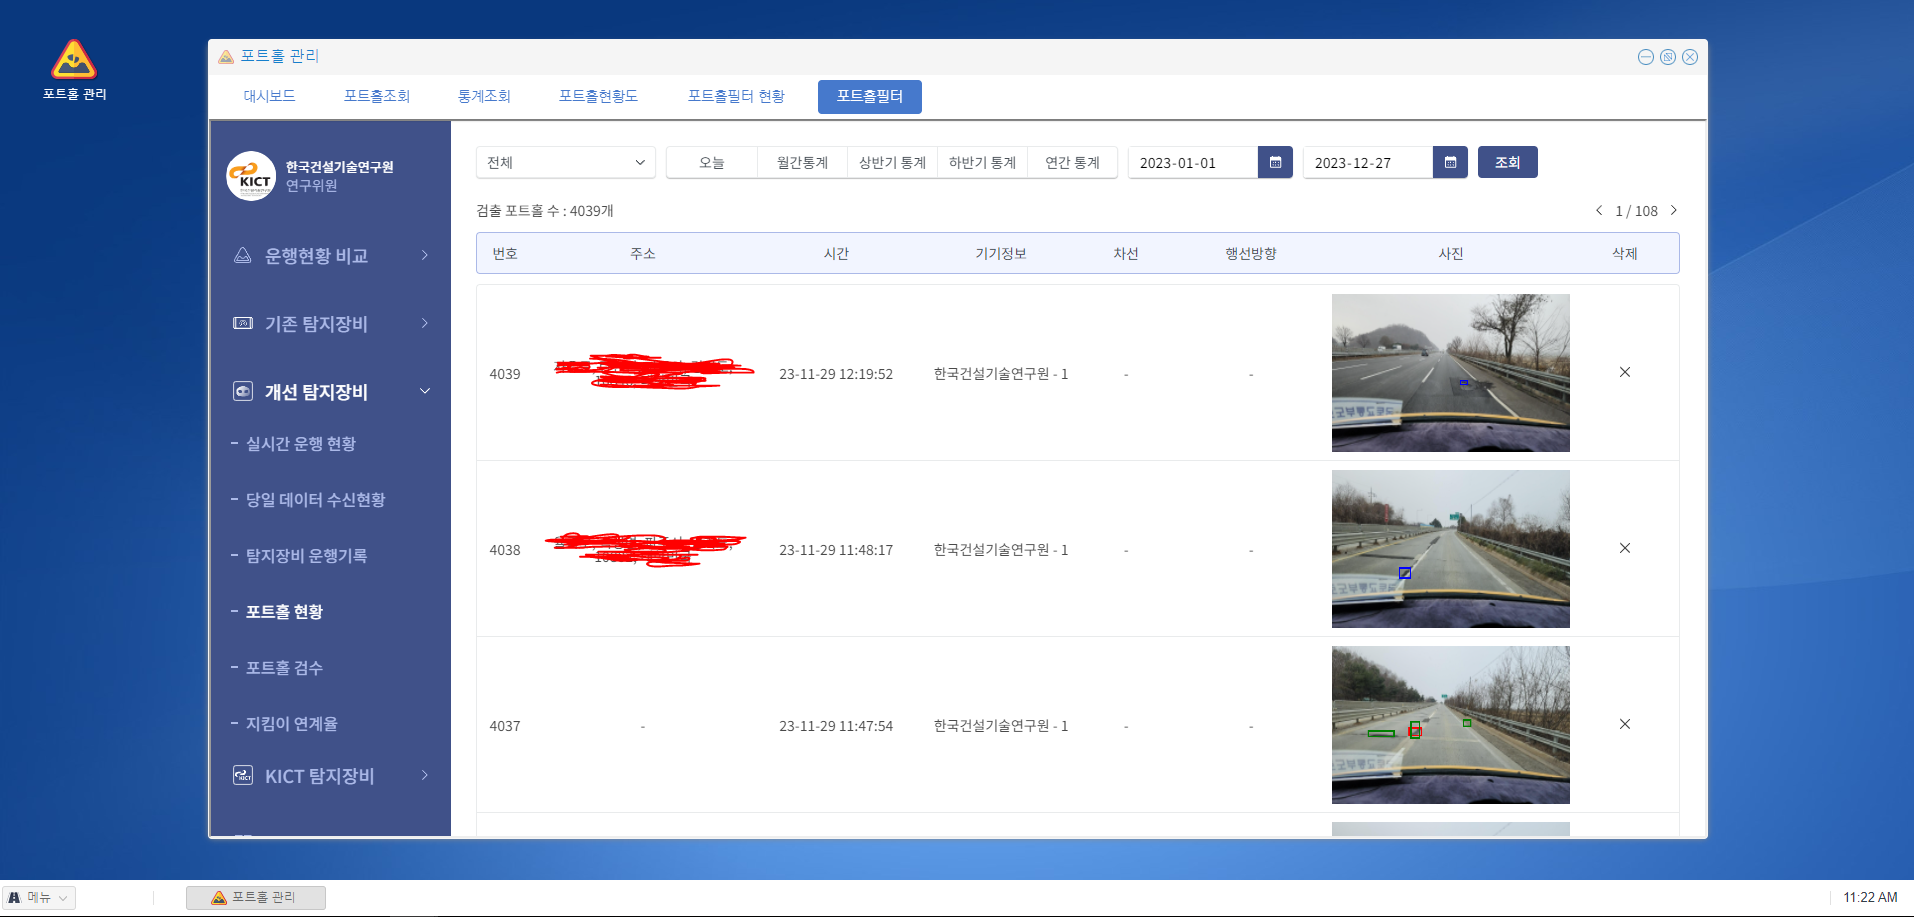 포트홀 관리
포트홀 관리
대시보드 포트홀조회 통계조회 포트홀현황도 포트홀필터 현황 포트홀필터
KICT
한국건설기술연구원
연구위원
운행현황 비교
기존 탐지장비
개선 탐지장비
- 실시간 운행 현황
- 당일 데이터 수신현황
- 탐지장비 운행기록
- 포트홀 현황
- 포트홀 검수
- 지킴이 연계율
KICT 탐지장비
전체 오늘 월간통계 상반기 통계 하반기 통계 연간 통계 2023-01-01 2023-12-27 조회
검출 포트홀 수 : 4039개 < 1 / 108 >
번호 주소 시간 기기정보 차선 행선방향 사진 삭제
4039 23-11-29 12:19:52 한국건설기술연구원 - 1 - -
4038 23-11-29 11:48:17 한국건설기술연구원 - 1 - -
4037 - 23-11-29 11:47:54 한국건설기술연구원 - 1 - -
메뉴 포트홀 관리 11:22 AM